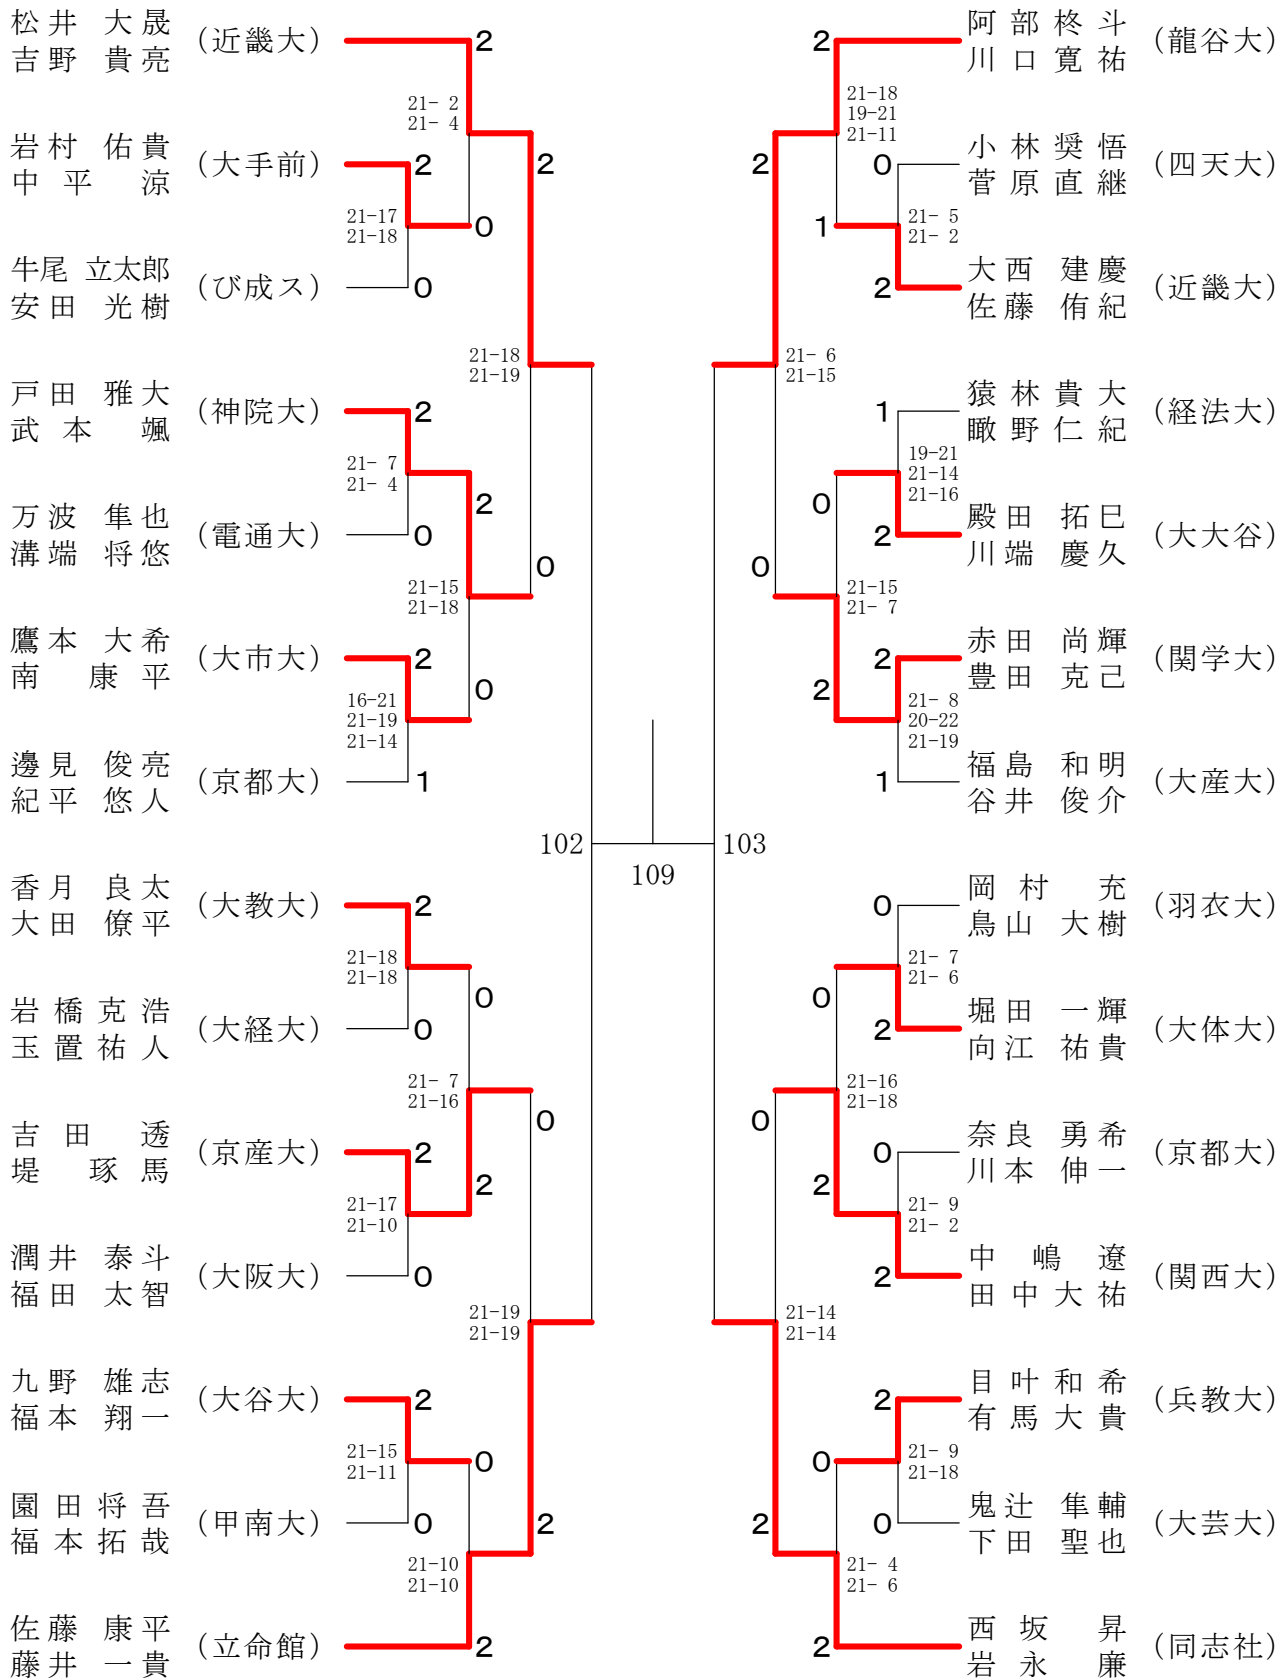 松井 大晟
吉野 貴亮
(近畿大)
2
21- 2
21- 4
岩村 佑貴
中平 涼
(大手前)
2
2
21-17
21-18
0
牛尾 立太郎
安田 光樹
(び成ス)
0
21-18
21-19
戸田 雅大
武本 颯
(神院大)
2
21- 7
21- 4
2
万波 隼也
溝端 将悠
(電通大)
0
0
21-15
21-18
鷹本 大希
南 康平
(大市大)
2
0
16-21
21-19
21-14
邊見 俊亮
紀平 悠人
(京都大)
1
102
香月 良太
大田 僚平
(大教大)
2
21-18
21-18
0
岩橋克浩
玉置祐人
(大経大)
0
21- 7
21-16
0
吉田 透
堤 琢馬
(京産大)
2
2
21-17
21-10
潤井 泰斗
福田 太智
(大阪大)
0
21-19
21-19
九野 雄志
福本 翔一
(大谷大)
2
21-15
21-11
0
園田将吾
福本拓哉
(甲南大)
0
2
21-10
21-10
佐藤 康平
藤井 一貴
(立命館)
2
109
2
阿部柊斗
川口寛祐
(龍谷大)
21-18
19-21
21-11
2
0
小林奨悟
菅原直継
(四天大)
1
21- 5
21- 2
2
大西 建慶
佐藤 侑紀
(近畿大)
21- 6
21-15
1
猿林貴大
瞰野仁紀
(経法大)
19-21
21-14
21-16
0
2
殿田 拓巳
川端 慶久
(大大谷)
0
21-15
21- 7
2
赤田 尚輝
豊田 克己
(関学大)
2
21- 8
20-22
21-19
1
福島 和明
谷井 俊介
(大産大)
103
0
岡村 充
鳥山 大樹
(羽衣大)
21- 7
21- 6
0
2
堀田 一輝
向江 祐貴
(大体大)
21-16
21-18
0
0
奈良 勇希
川本 伸一
(京都大)
2
21- 9
21- 2
2
中嶋 遼
田中大祐
(関西大)
21-14
21-14
2
目叶和希
有馬大貴
(兵教大)
0
21- 9
21-18
2
0
鬼辻 隼輔
下田 聖也
(大芸大)
21- 4
21- 6
2
西坂 昇
岩永 廉
(同志社)